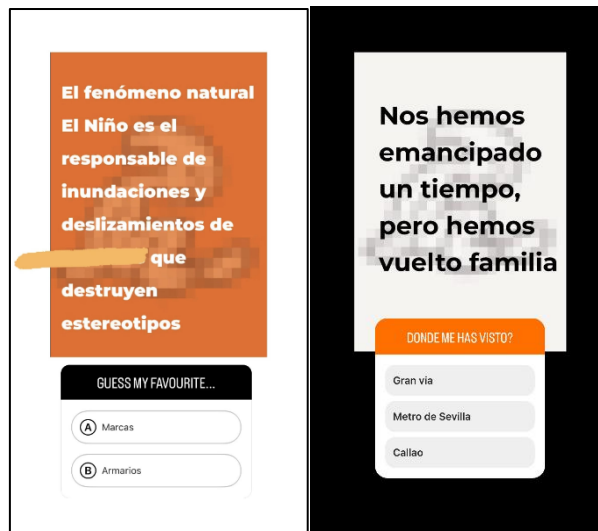 El fenómeno natural
El Niño es el
responsable de
inundaciones y
deslizamientos de
que
destruyen
estereotipos
GUESS MY FAVOURITE...
A Marcas
B Armarios
Nos hemos
emancipado
un tiempo,
pero hemos
vuelto familia
DONDE ME HAS VISTO?
Gran via
Metro de Sevilla
Callao